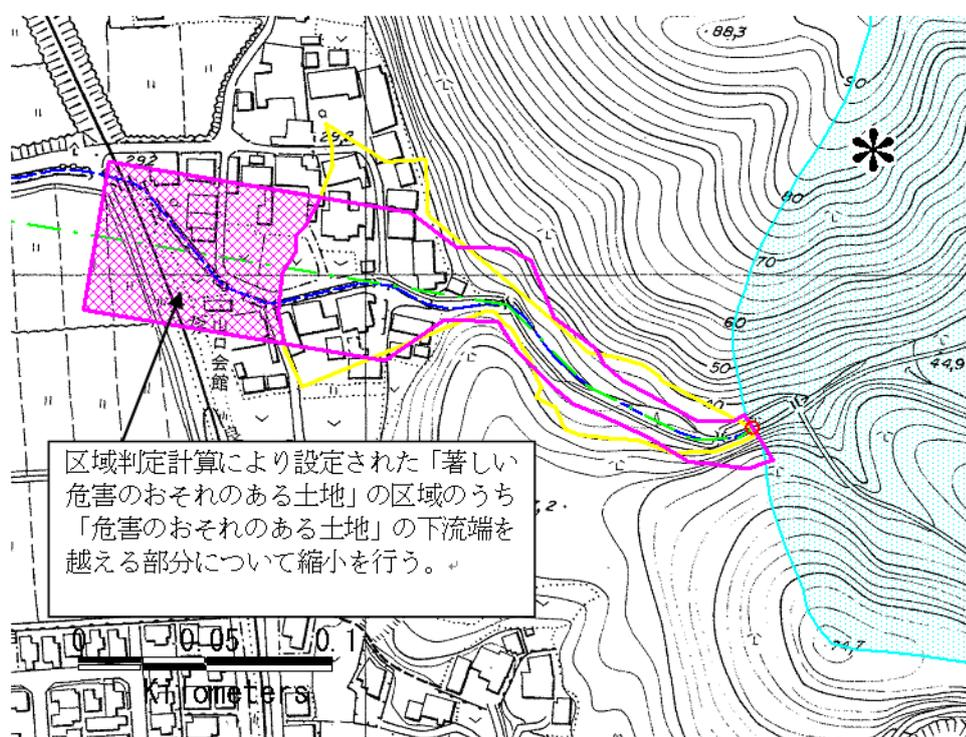 88,3
90
29,2
292
80
70
60
50
44,9
会館
区域判定計算により設定された「著しい
危害のおそれのある土地」の区域のうち
「危害のおそれのある土地」の下流端を
越える部分について縮小を行う。
0 0.05 0.1
Kilometers